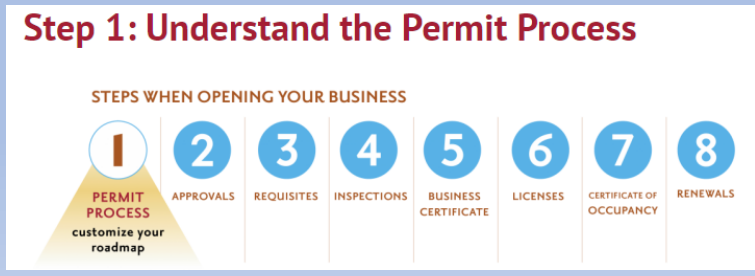 Step 1: Understand the Permit Process
STEPS WHEN OPENING YOUR BUSINESS
1
2
3
4
5
6
7
8
PERMIT
PROCESS
customize your
roadmap
APPROVALS
REQUISITES
INSPECTIONS
BUSINESS
CERTIFICATE
LICENSES
CERTIFICATE OF
OCCUPANCY
RENEWALS